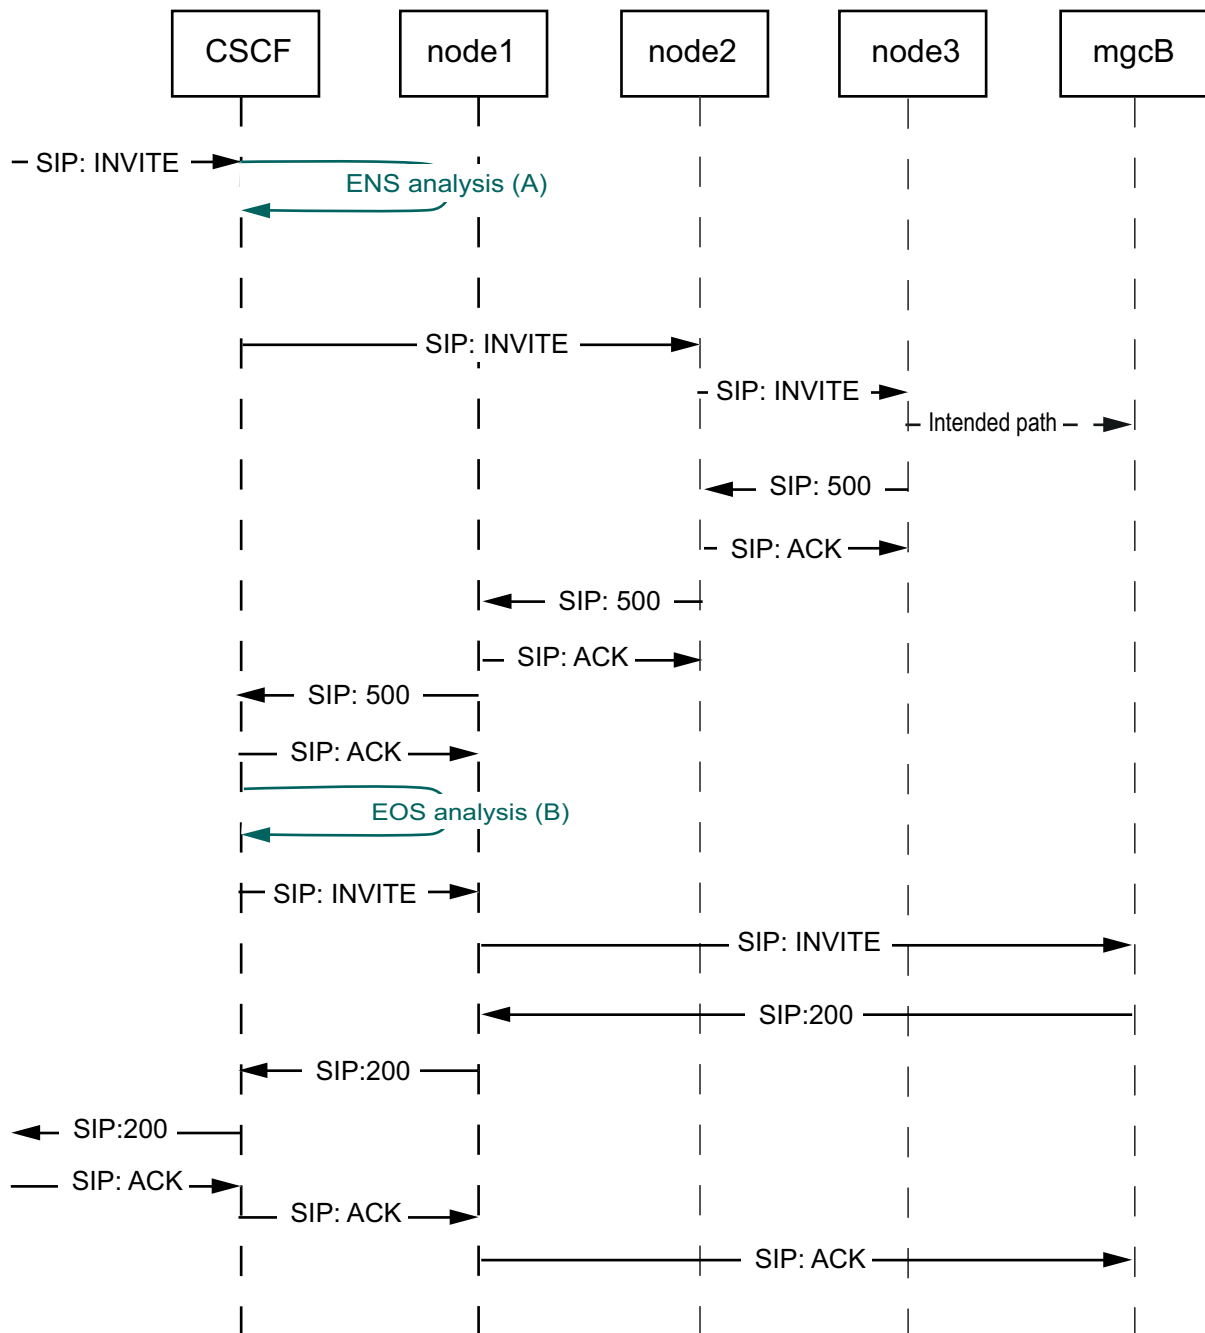 CSCF
node1
node2
node3
mgcB
SIP: INVITE
ENS analysis (A)
SIP: INVITE
SIP: INVITE
Intended path
SIP: 500
SIP: ACK
SIP: 500
SIP: ACK
SIP: 500
SIP: ACK
EOS analysis (B)
SIP: INVITE
SIP: INVITE
SIP:200
SIP:200
SIP:200
SIP: ACK
SIP: ACK
SIP: ACK